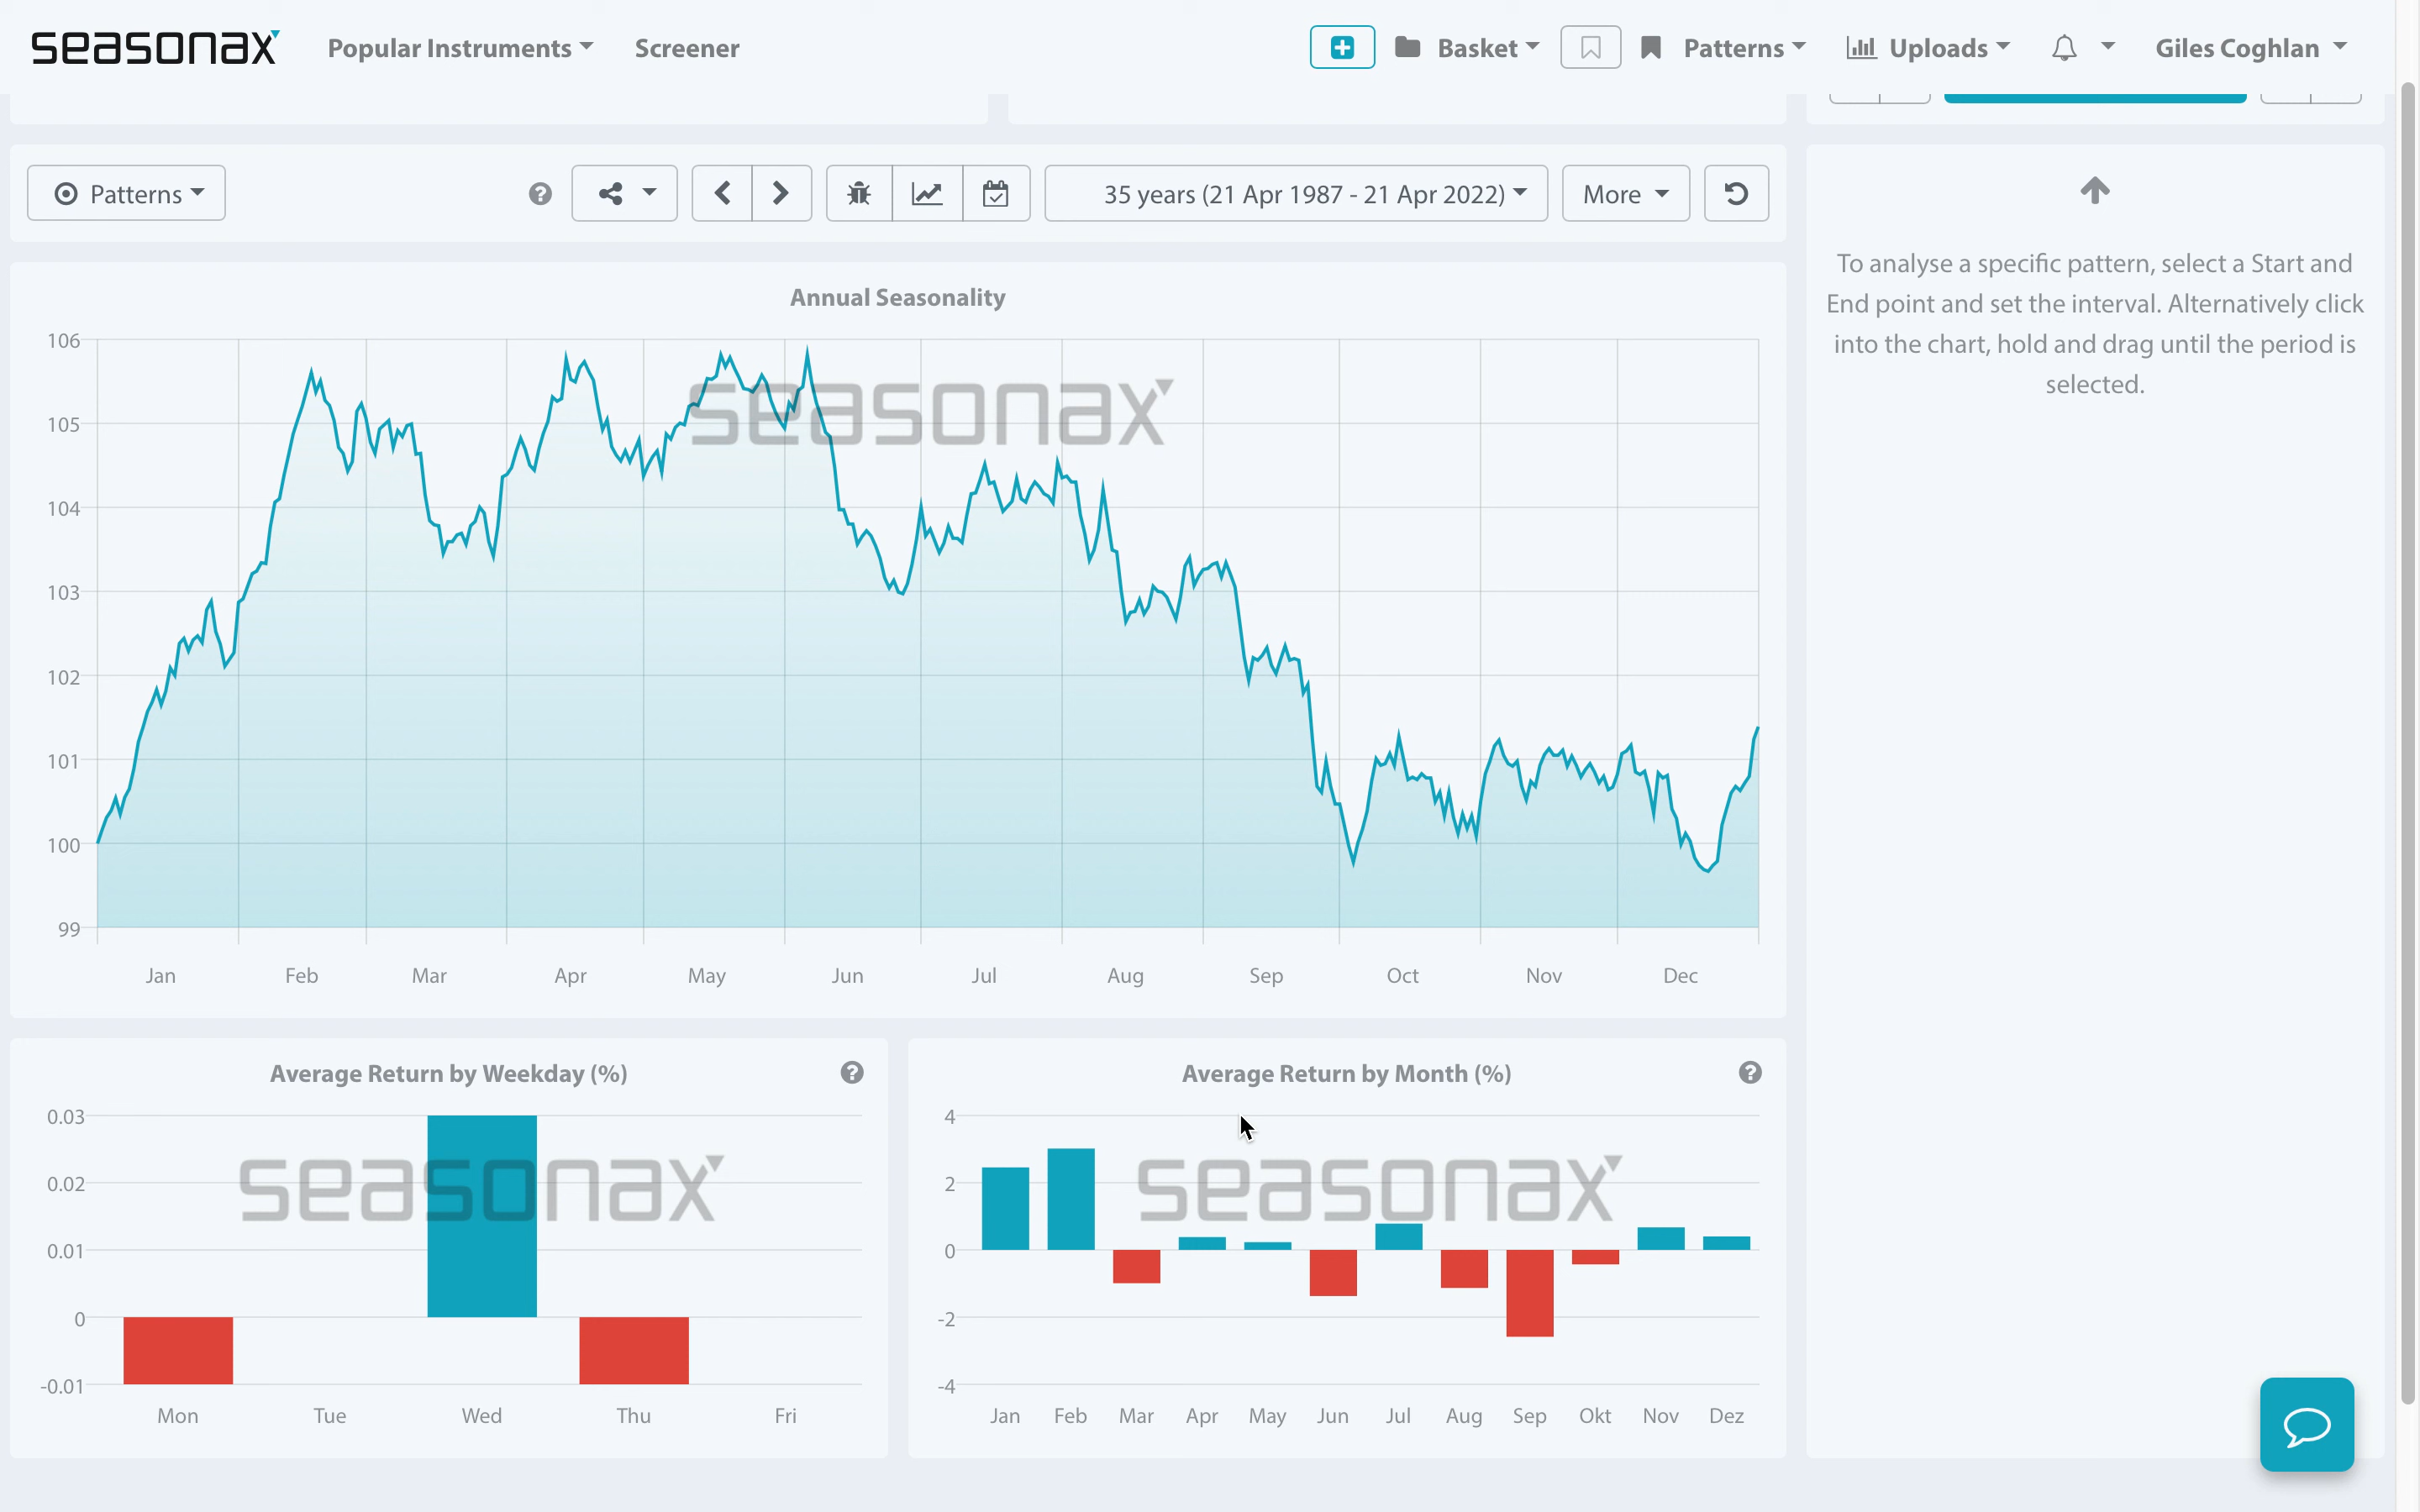 seasonax Popular Instruments Screener Basket Patterns Uploads Giles Coghlan
Patterns 35 years (21 Apr 1987 - 21 Apr 2022) More
To analyse a specific pattern, select a Start and
End point and set the interval. Alternatively click
into the chart, hold and drag until the period is
selected.
Annual Seasonality
106
105
104
103
102
101
100
99
seasonax
Jan Feb Mar Apr May Jun Jul Aug Sep Oct Nov Dec
Average Return by Weekday (%)
0.03
0.02
0.01
0
-0.01
seasonax
Mon Tue Wed Thu Fri
Average Return by Month (%)
4
2
0
-2
-4
seasonax
Jan Feb Mar Apr May Jun Jul Aug Sep Okt Nov Dez